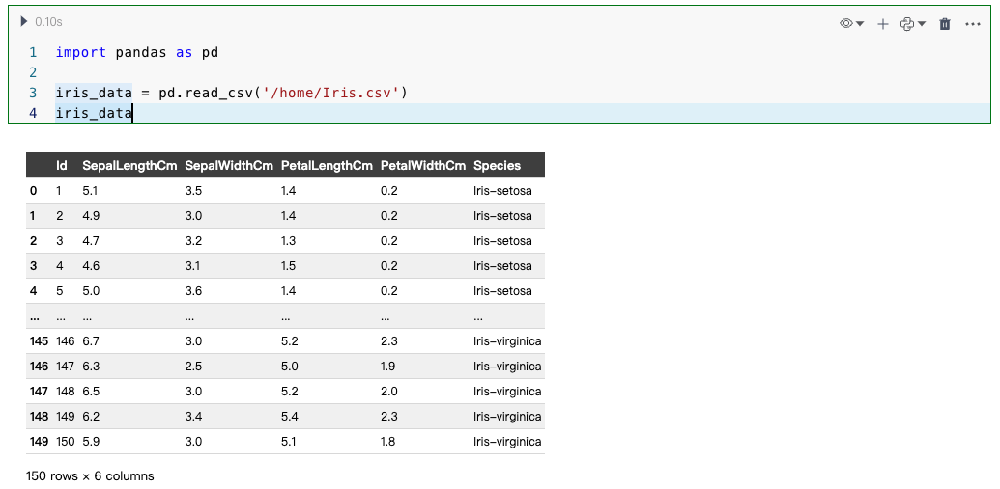 0.10s
1 import pandas as pd
2
3 iris_data = pd.read_csv('/home/Iris.csv')
4 iris_data
Id SepalLengthCm SepalWidthCm PetalLengthCm PetalWidthCm Species
0 1 5.1 3.5 1.4 0.2 Iris-setosa
1 2 4.9 3.0 1.4 0.2 Iris-setosa
2 3 4.7 3.2 1.3 0.2 Iris-setosa
3 4 4.6 3.1 1.5 0.2 Iris-setosa
4 5 5.0 3.6 1.4 0.2 Iris-setosa
... ... ... ... ... ... ...
145 146 6.7 3.0 5.2 2.3 Iris-virginica
146 147 6.3 2.5 5.0 1.9 Iris-virginica
147 148 6.5 3.0 5.2 2.0 Iris-virginica
148 149 6.2 3.4 5.4 2.3 Iris-virginica
149 150 5.9 3.0 5.1 1.8 Iris-virginica
150 rows × 6 columns